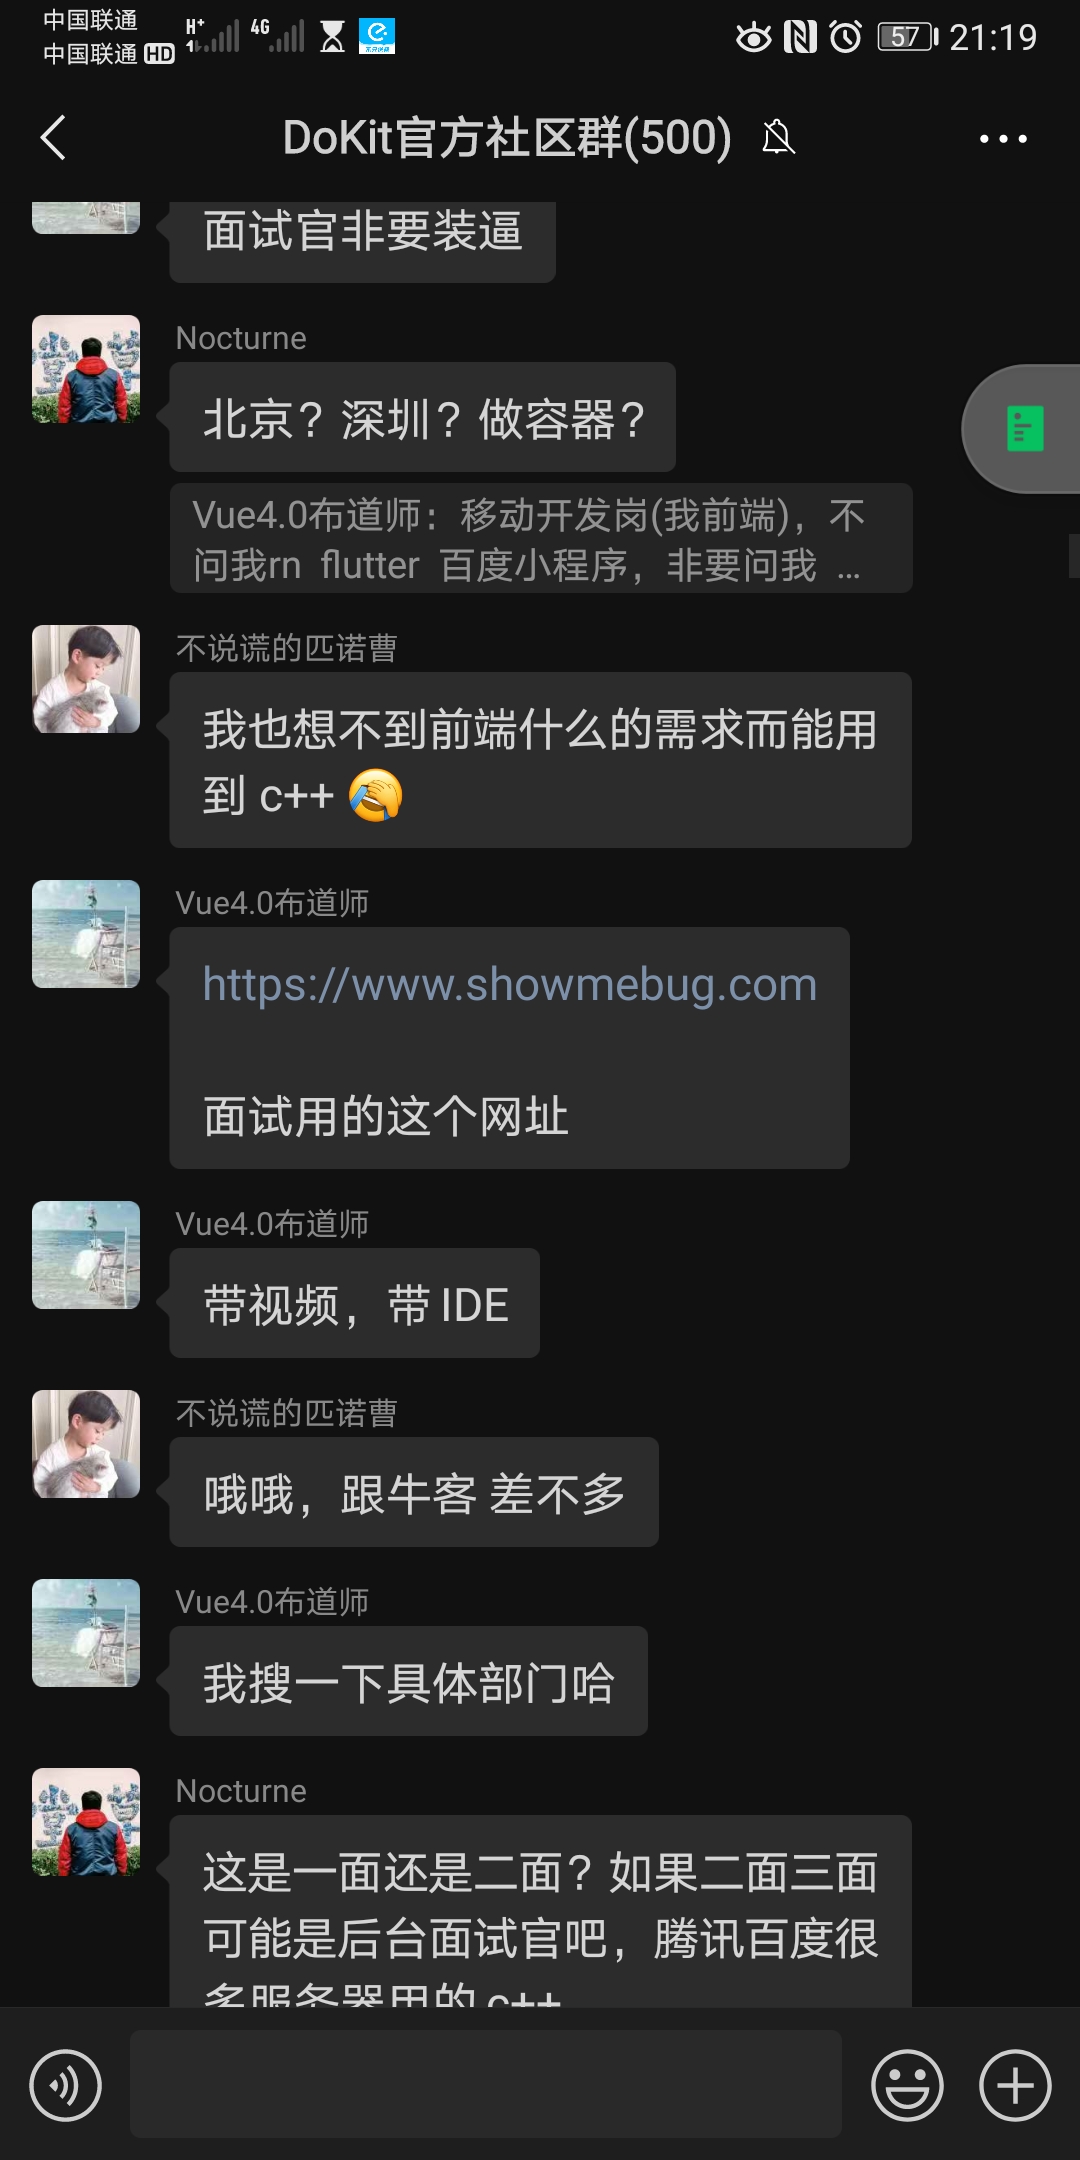 中国联通
中国联通 HD
H+
1
4G
57
21:19
DoKit官方社区群(500)
面试官非要装逼
Nocturne
北京？深圳？做容器？
Vue4.0布道师：移动开发岗(我前端)，不
问我rn flutter 百度小程序，非要问我 ...
不说谎的匹诺曹
我也想不到前端什么的需求而能用
到 c++
Vue4.0布道师
https://www.showmebug.com
面试用的这个网址
Vue4.0布道师
带视频，带 IDE
不说谎的匹诺曹
哦哦，跟牛客 差不多
Vue4.0布道师
我搜一下具体部门哈
Nocturne
这是一面还是二面？如果二面三面
可能是后台面试官吧，腾讯百度很
多服务器用的 c++